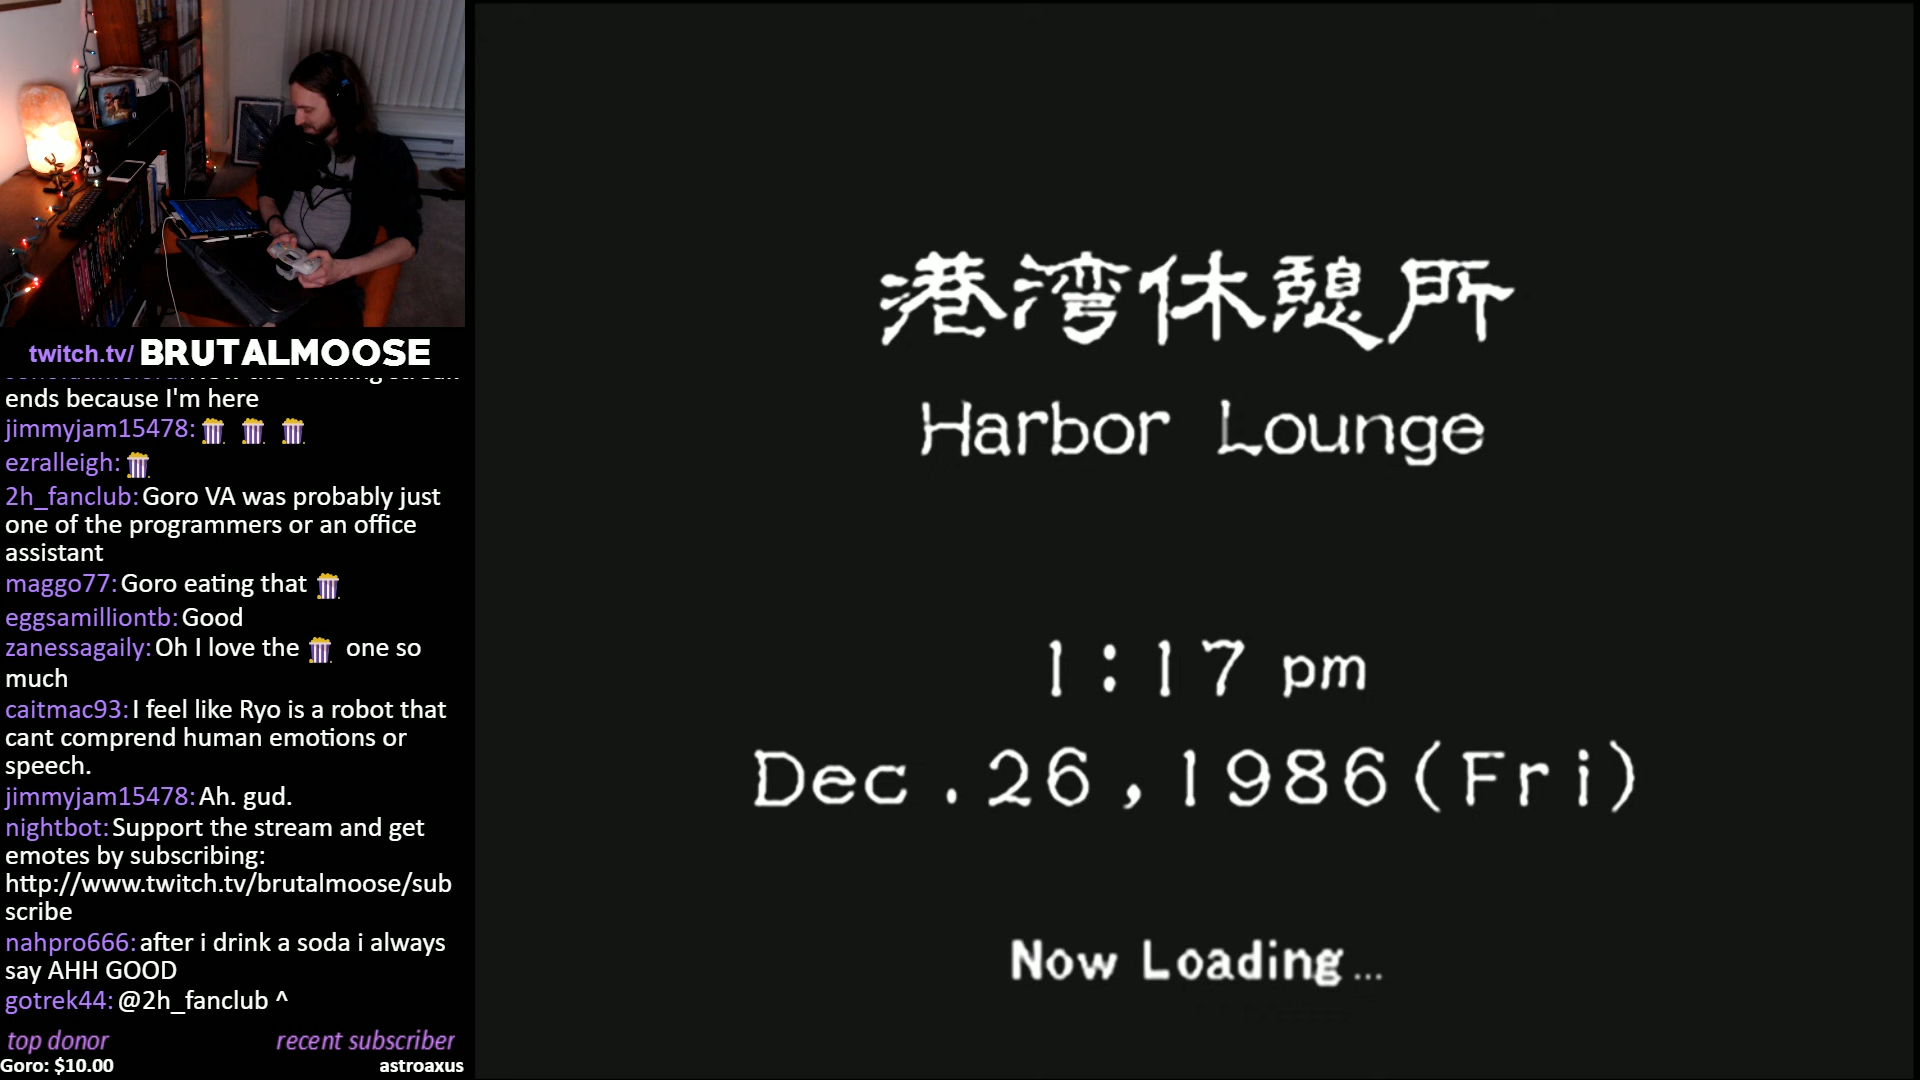 twitch.tv/ BRUTALMOOSE
ends because I'm here
jimmyjam15478:
ezralleigh:
2h_fanclub: Goro VA was probably just
one of the programmers or an office
assistant
maggo77: Goro eating that
eggsamilliontb: Good
zanessagaily: Oh I love the one so
much
caitmac93: I feel like Ryo is a robot that
cant comprend human emotions or
speech.
jimmyjam15478: Ah. gud.
nightbot: Support the stream and get
emotes by subscribing:
http://www.twitch.tv/brutalmoose/sub
scribe
nahpro666: after i drink a soda i always
say AHH GOOD
gotrek44: @2h_fanclub ^
top donor
Goro: $10.00
recent subscriber
astroaxus
港湾休憩所
Harbor Lounge
1:17 pm
Dec.26,1986(Fri)
Now Loading...